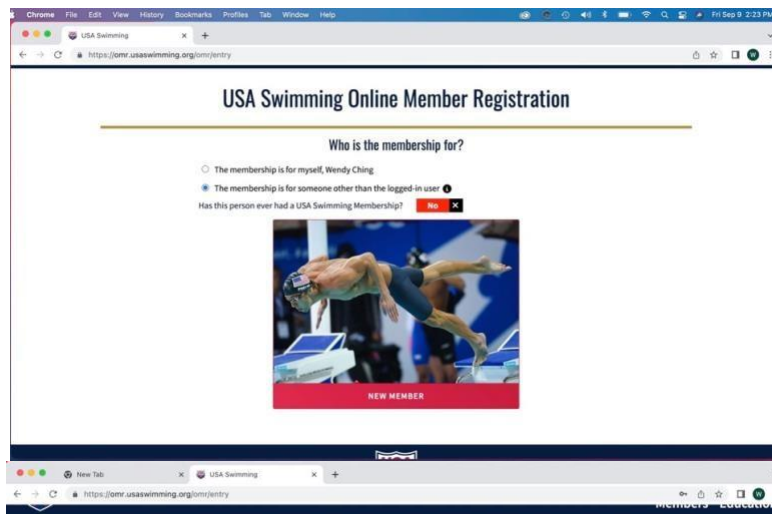 Chrome File Edit View History Bookmarks Profiles Tab Window Help Fri Sep 9 2:23 PM
USA Swimming
https://omr.usaswimming.org/omr/entry
USA Swimming Online Member Registration
Who is the membership for?
The membership is for myself, Wendy Ching
The membership is for someone other than the logged-in user
Has this person ever had a USA Swimming Membership? No
NEW MEMBER
New Tab USA Swimming
https://omr.usaswimming.org/omr/entry
Members Education